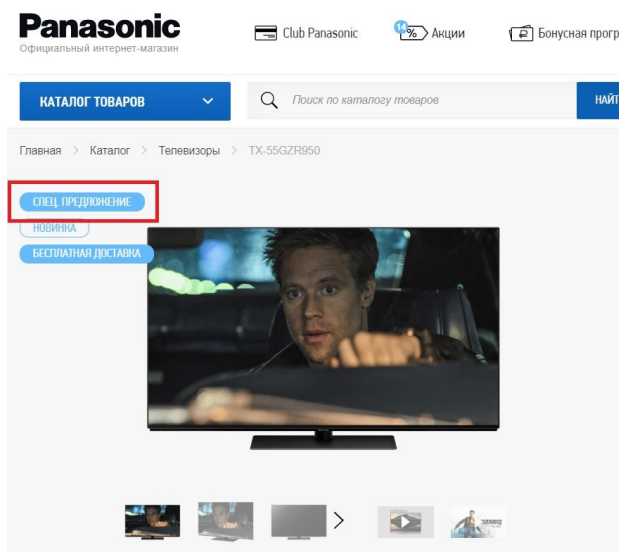 Panasonic
Официальный интернет-магазин
Club Panasonic
14
%
Акции
Бонусная прогр
КАТАЛОГ ТОВАРОВ
Поиск по каталогу товаров
НАЙТ
Главная > Каталог > Телевизоры > TX-55GZR950
СПЕЦ. ПРЕДЛОЖЕНИЕ
НОВИНКА
БЕСПЛАТНАЯ ДОСТАВКА